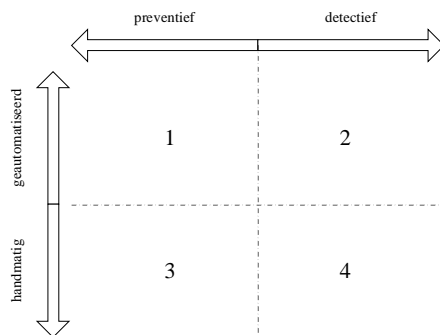 preventief detectief
geautomatiseerd
1 2
handmatig
3 4